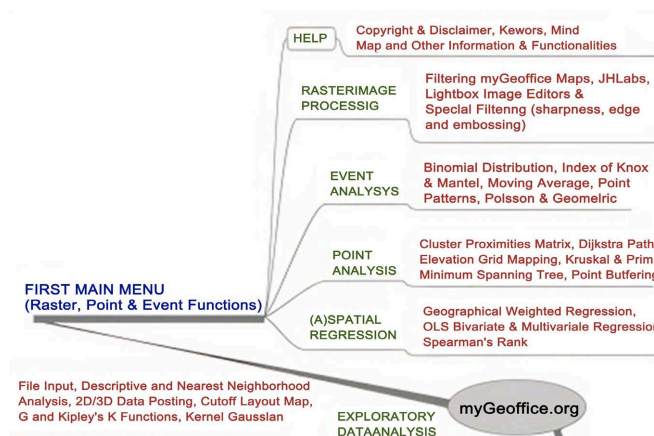 HELP
Copyright & Disclaimer, Kewors, Mind
Map and Other Information & Functionalities
RASTERIMAGE
PROCESSIG
Filtering myGeoffice Maps, JHLabs,
Lightbox Image Editors &
Speclal Filtenng (sharpness, edge
and embossing)
EVENT
ANALYSYS
Binomial Distribution, Index of Knox
& Mantel, Moving Average, Point
Patterns, Polsson & Geomelric
POINT
ANALYSIS
Cluster Proximities Matrix, Dijkstra Path
Elevation Grid Mapping, Kruskal & Prim
Minimum Spanning Tree, Point Butfering
FIRST MAIN MENU
(Raster, Point & Event Functions)
(A)SPATIAL
REGRESSION
Geographical Weighted Regression,
OLS Bivariate & Multivariale Regression
Spearman's Rank
File Input, Descriptive and Nearest Neighborhood
Analysis, 2D/3D Data Posting, Cutoff Layout Map,
G and Kipley's K Functions, Kernel Gausslan
EXPLORATORY
DATAANALYSIS
myGeoffice.org